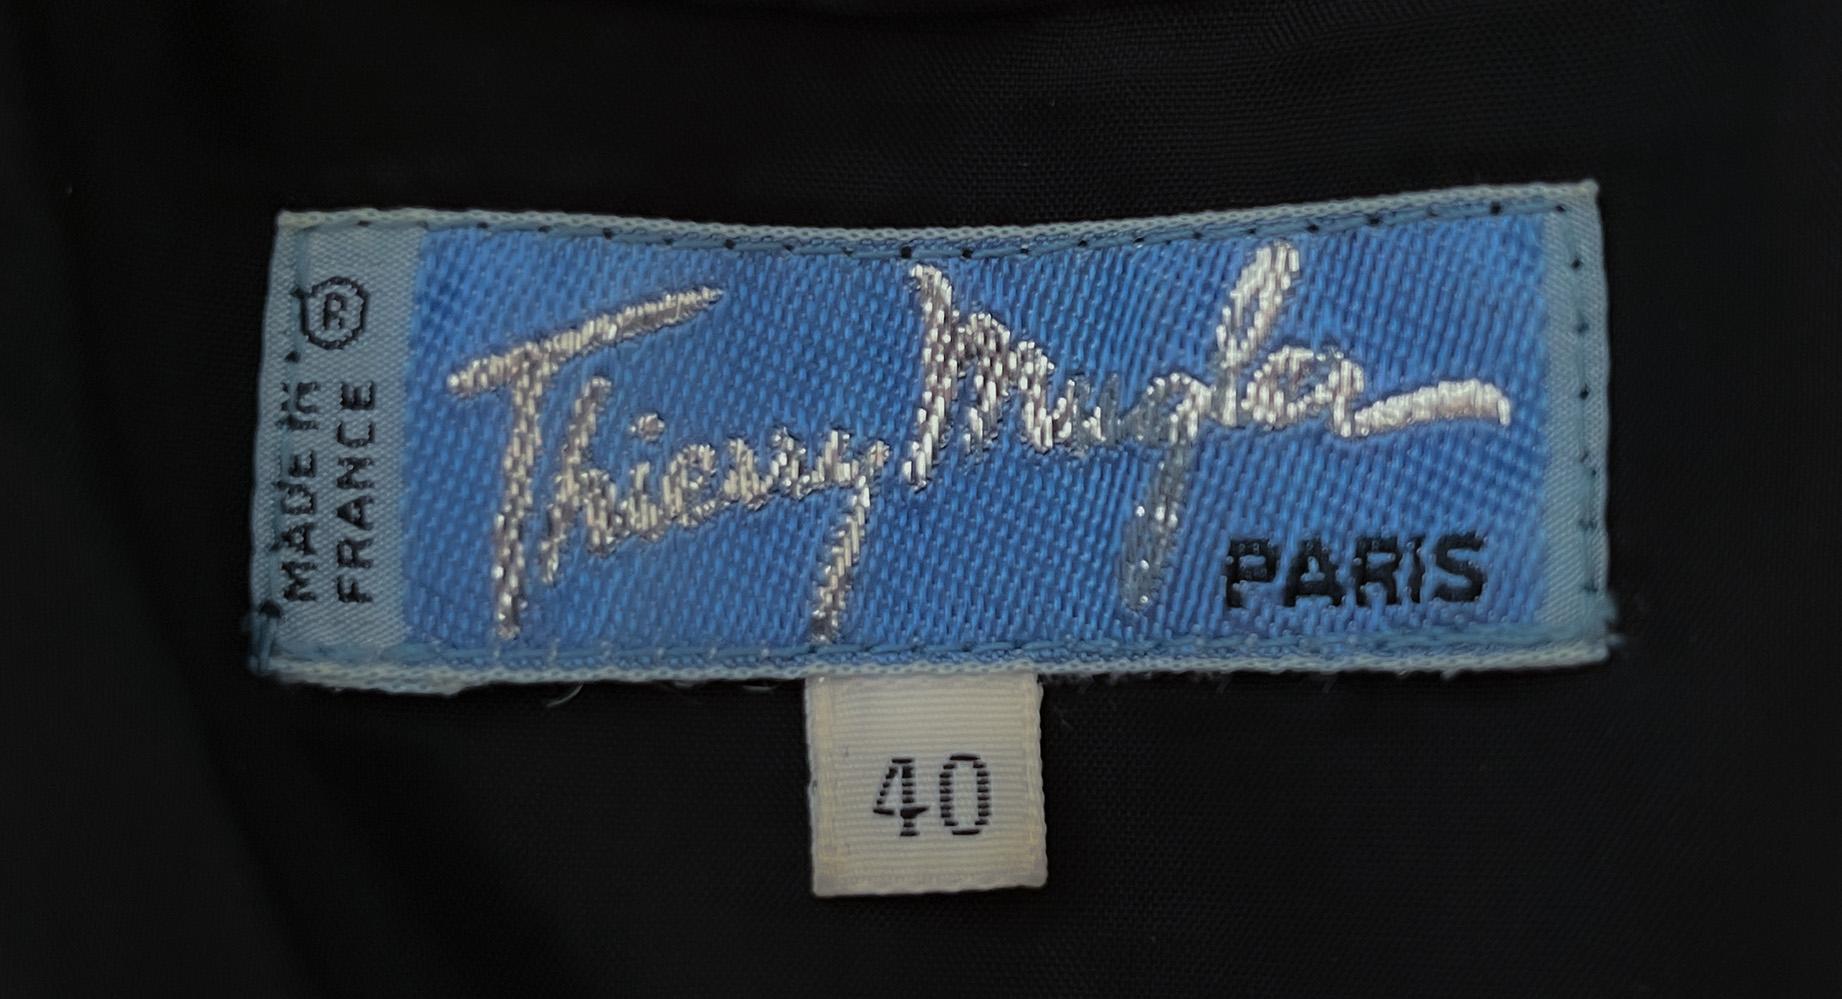 MADE IN ®
FRANCE
Thierry Mugler
PARIS
40